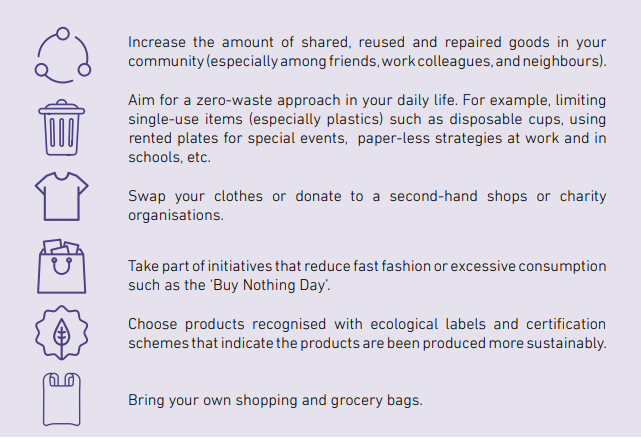 Increase the amount of shared, reused and repaired goods in your
community (especially among friends, work colleagues, and neighbours).
Aim for a zero-waste approach in your daily life. For example, limiting
single-use items (especially plastics) such as disposable cups, using
rented plates for special events, paper-less strategies at work and in
schools, etc.
Swap your clothes or donate to a second-hand shops or charity
organisations.
Take part of initiatives that reduce fast fashion or excessive consumption
such as the ‘Buy Nothing Day’.
Choose products recognised with ecological labels and certification
schemes that indicate the products are been produced more sustainably.
Bring your own shopping and grocery bags.